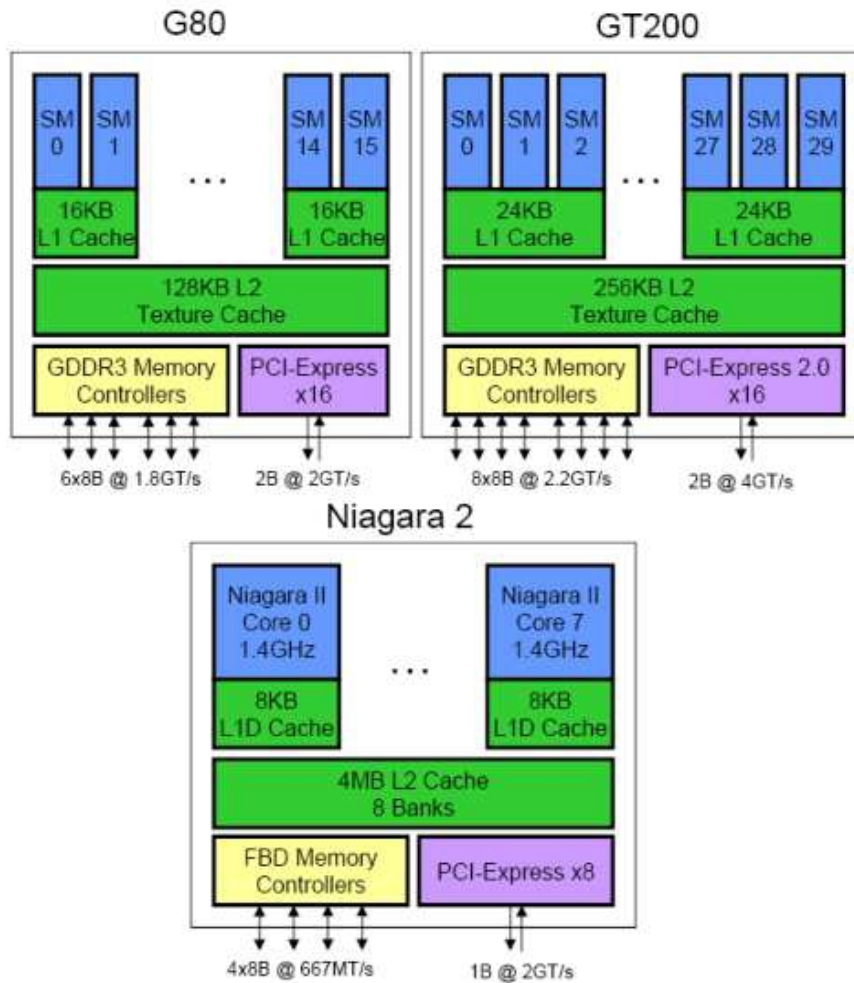 G80
SM 0
SM 1
...
SM 14
SM 15
16KB
L1 Cache
16KB
L1 Cache
128KB L2
Texture Cache
GDDR3 Memory
Controllers
PCI-Express
x16
6x8B @ 1.8GT/s
2B @ 2GT/s
GT200
SM 0
SM 1
SM 2
...
SM 27
SM 28
SM 29
24KB
L1 Cache
24KB
L1 Cache
256KB L2
Texture Cache
GDDR3 Memory
Controllers
PCI-Express 2.0
x16
8x8B @ 2.2GT/s
2B @ 4GT/s
Niagara 2
Niagara II
Core 0
1.4GHz
...
Niagara II
Core 7
1.4GHz
8KB
L1D Cache
8KB
L1D Cache
4MB L2 Cache
8 Banks
FBD Memory
Controllers
PCI-Express x8
4x8B @ 667MT/s
1B @ 2GT/s